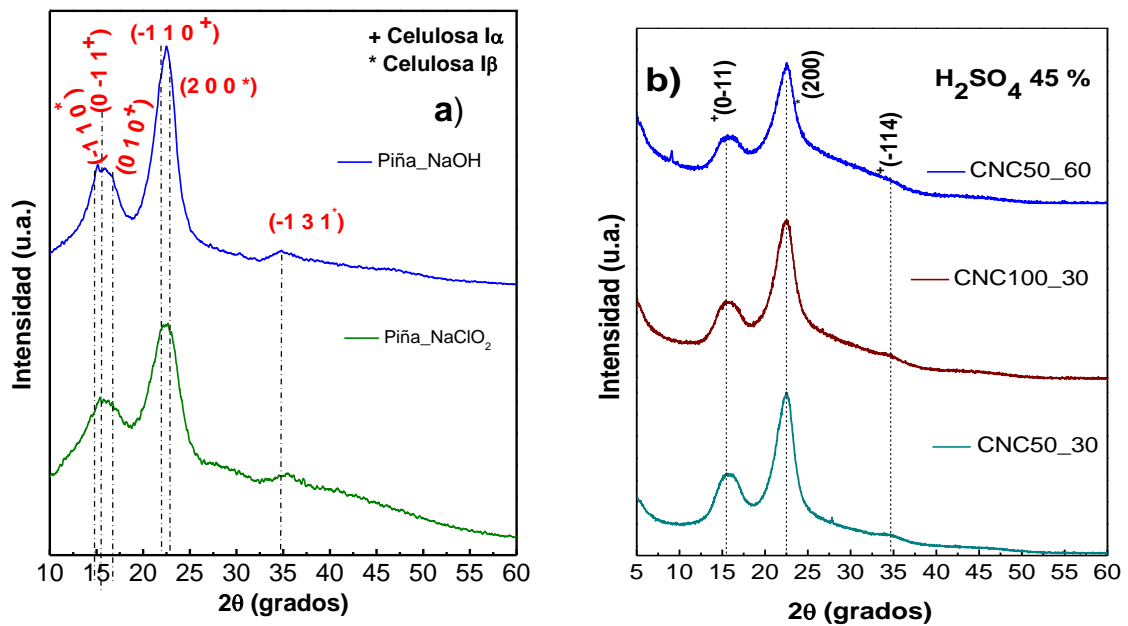 (-1 1 0 *)
(0 -1 1 +)
(0 1 0 +)
(-1 1 0 +)
(2 0 0 *)
+ Celulosa Iα
* Celulosa Iβ
a)
Piña_NaOH
(-1 3 1*)
Piña_NaClO₂
Intensidad (u.a.)
10 15 20 25 30 35 40 45 50 55 60
2θ (grados)
b)
+(0-11)
*(200)
H₂SO₄ 45 %
+(-114)
CNC50_60
CNC100_30
CNC50_30
Intensidad (u.a.)
5 10 15 20 25 30 35 40 45 50 55 60
2θ (grados)